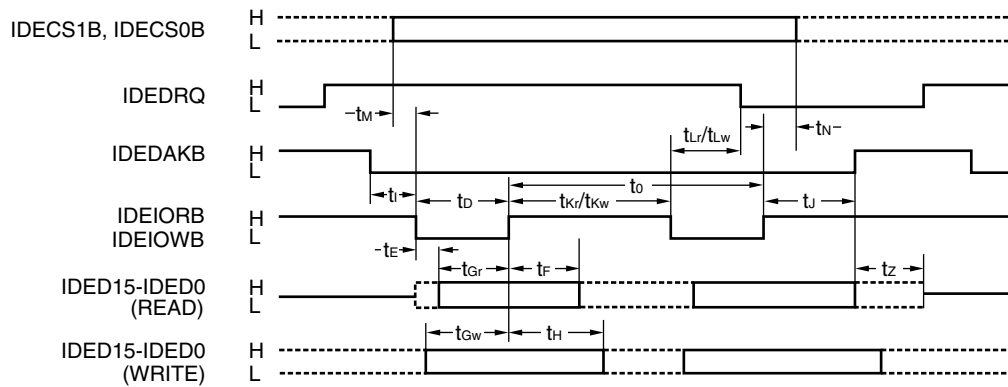 IDECS1B, IDECS0B H
L
IDEDRQ H
L
tM tLr/tLw tN
IDEDAKB H
L
tI tD t0 tKr/tKw tJ
IDEIORB H
IDEIOWB L
tE tGr tF tZ
IDED15-IDED0 H
(READ) L
tGw tH
IDED15-IDED0 H
(WRITE) L